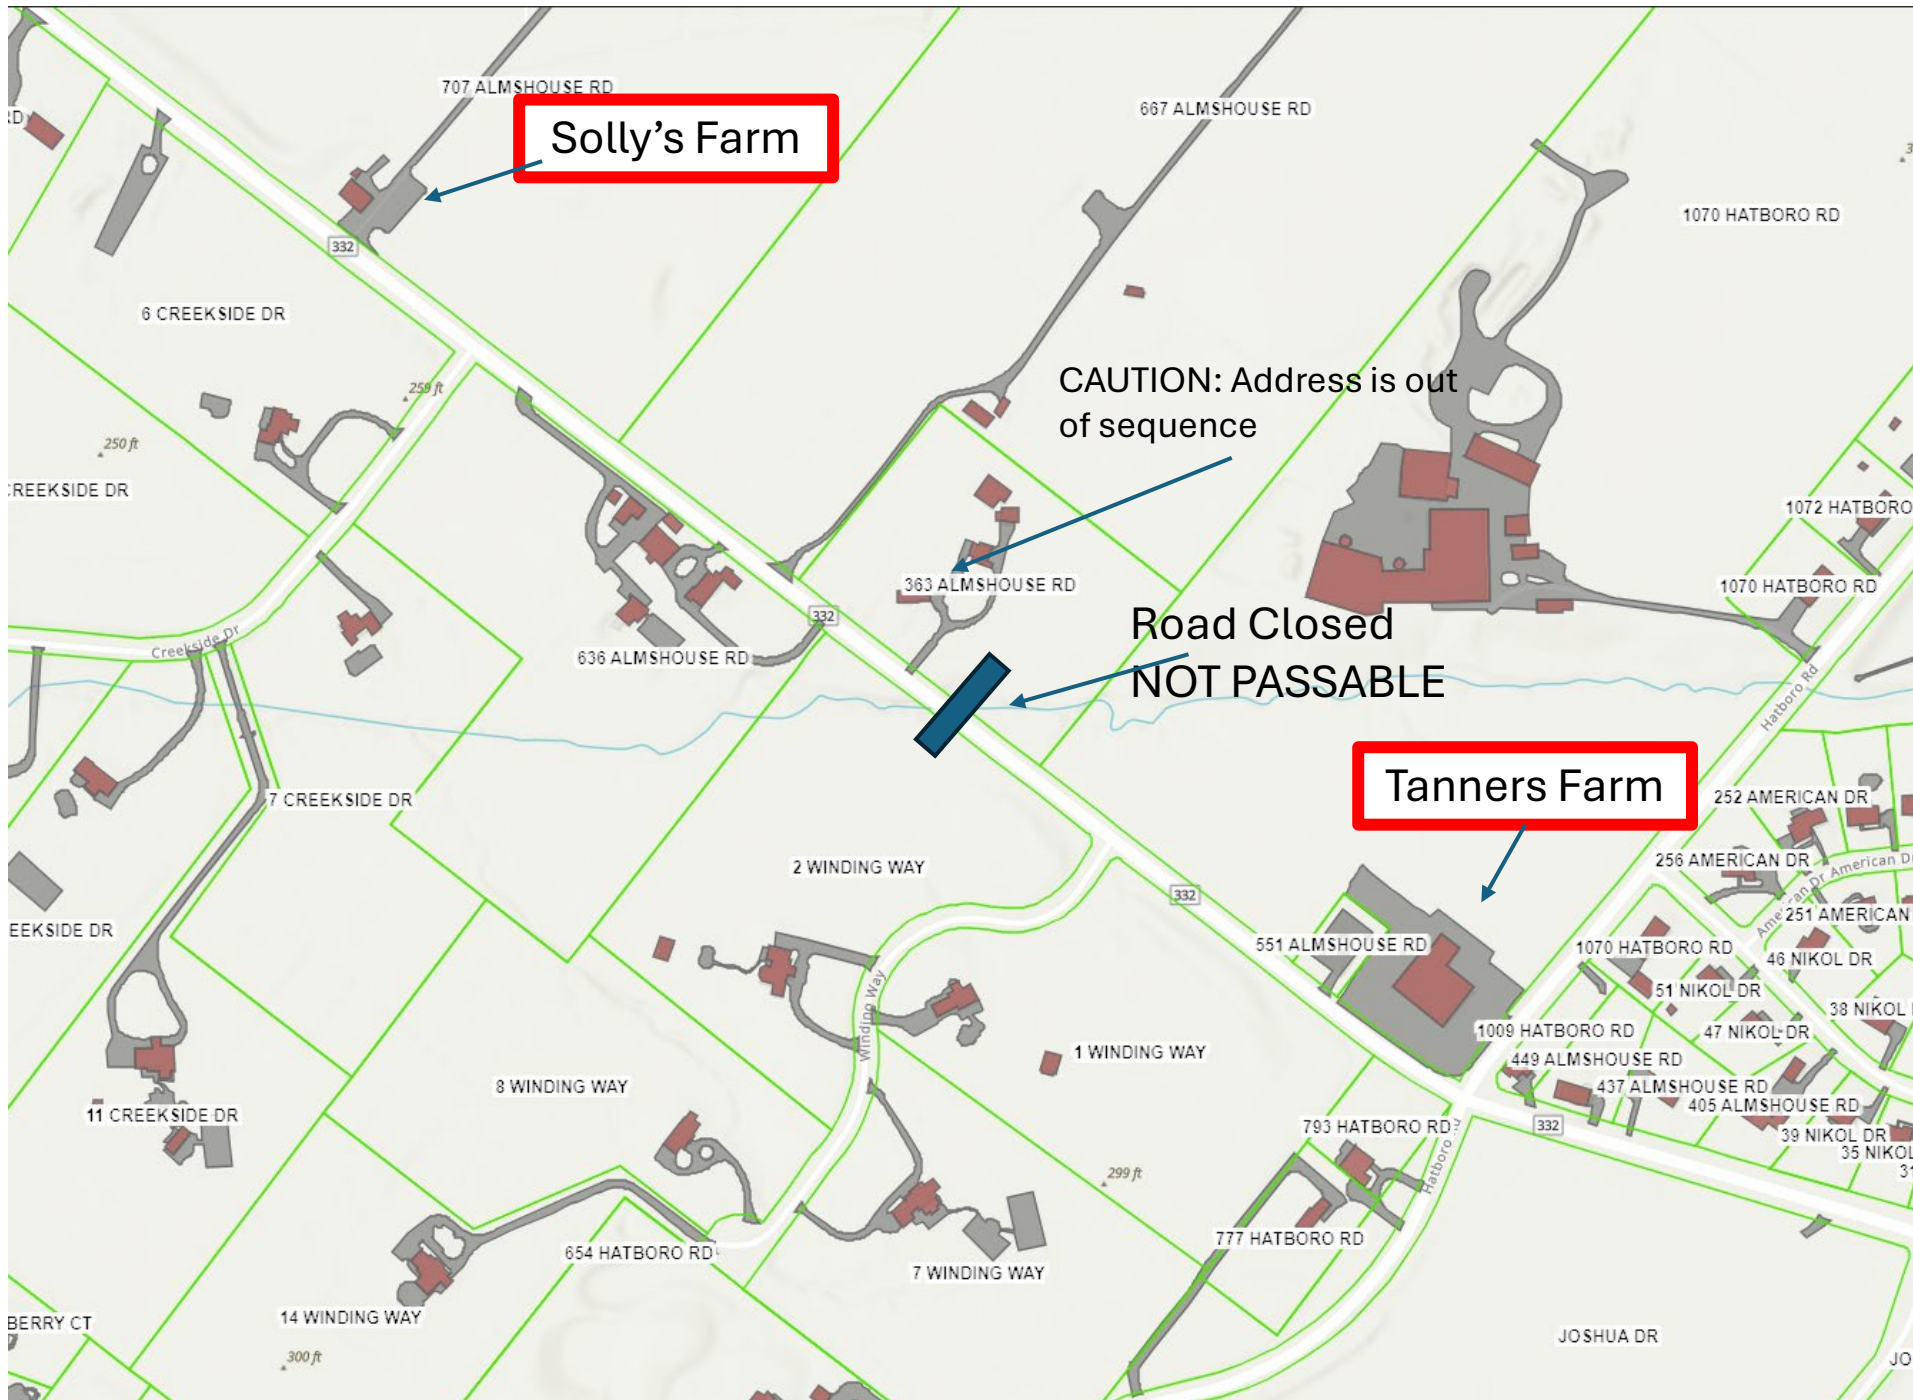 707 ALMSHOUSE RD
Solly's Farm
667 ALMSHOUSE RD
RD
332
1070 HATBORO RD
6 CREEKSIDE DR
259 ft
250 ft
CREEKSIDE DR
CAUTION: Address is out
of sequence
1072 HATBORO
363 ALMSHOUSE RD
1070 HATBORO RD
332
Road Closed
NOT PASSABLE
Creekside Dr
636 ALMSHOUSE RD
Hatboro Rd
Tanners Farm
7 CREEKSIDE DR
252 AMERICAN DR
2 WINDING WAY
256 AMERICAN DR
American Dr
American Dr
332
EEKSIDE DR
551 ALMSHOUSE RD
1070 HATBORO RD
251 AMERICAN
46 NIKOL DR
51 NIKOL DR
38 NIKOL
Winding Way
1009 HATBORO RD
47 NIKOL DR
1 WINDING WAY
449 ALMSHOUSE RD
8 WINDING WAY
437 ALMSHOUSE RD
405 ALMSHOUSE RD
11 CREEKSIDE DR
793 HATBORO RD
332
39 NIKOL DR
35 NIKOL
31
Hatboro Rd
299 ft
654 HATBORO RD
777 HATBORO RD
7 WINDING WAY
14 WINDING WAY
BERRY CT
300 ft
JOSHUA DR
JO